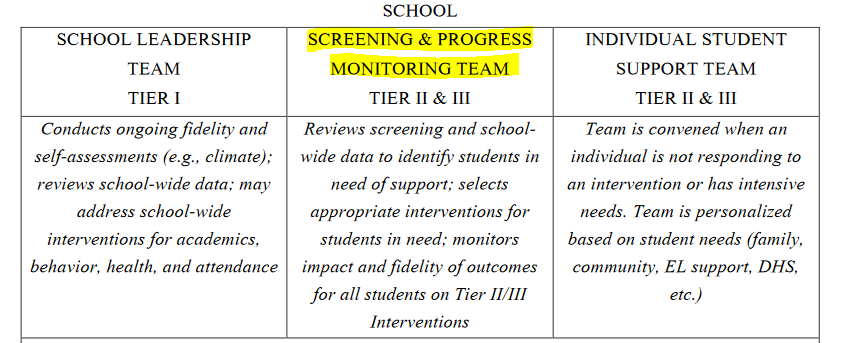 SCHOOL
SCHOOL LEADERSHIP
TEAM
TIER I
SCREENING & PROGRESS
MONITORING TEAM
TIER II & III
INDIVIDUAL STUDENT
SUPPORT TEAM
TIER II & III
Conducts ongoing fidelity and
self-assessments (e.g., climate);
reviews school-wide data; may
address school-wide
interventions for academics,
behavior, health, and attendance
Reviews screening and school-
wide data to identify students in
need of support; selects
appropriate interventions for
students in need; monitors
impact and fidelity of outcomes
for all students on Tier II/III
Interventions
Team is convened when an
individual is not responding to
an intervention or has intensive
needs. Team is personalized
based on student needs (family,
community, EL support, DHS,
etc.)